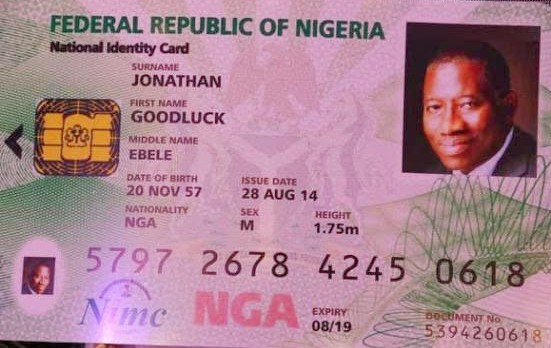 FEDERAL REPUBLIC OF NIGERIA
National Identity Card
SURNAME
JONATHAN
FIRST NAME
GOODLUCK
MIDDLE NAME
EBELE
DATE OF BIRTH ISSUE DATE
20 NOV 57 28 AUG 14
NATIONALITY SEX HEIGHT
NGA M 1.75m
5797 2678 4245 0618
Nimc NGA EXPIRY DOCUMENT No
08/19 5394260618